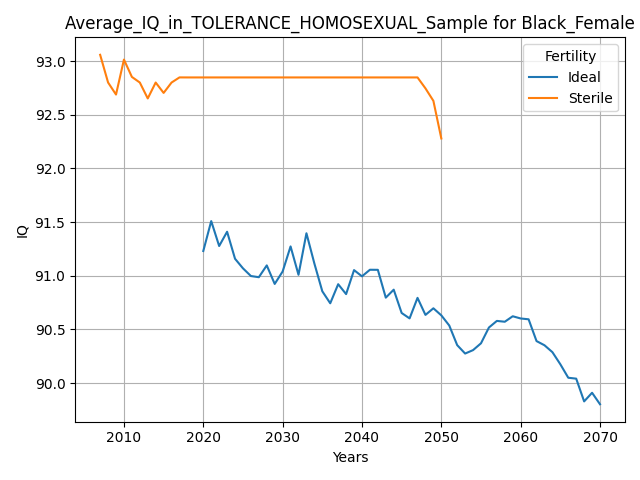 Average_IQ_in_TOLERANCE_HOMOSEXUAL_Sample for Black_Female
93.0
92.5
92.0
91.5
91.0
90.5
90.0
IQ
Fertility
Ideal
Sterile
2010 2020 2030 2040 2050 2060 2070
Years